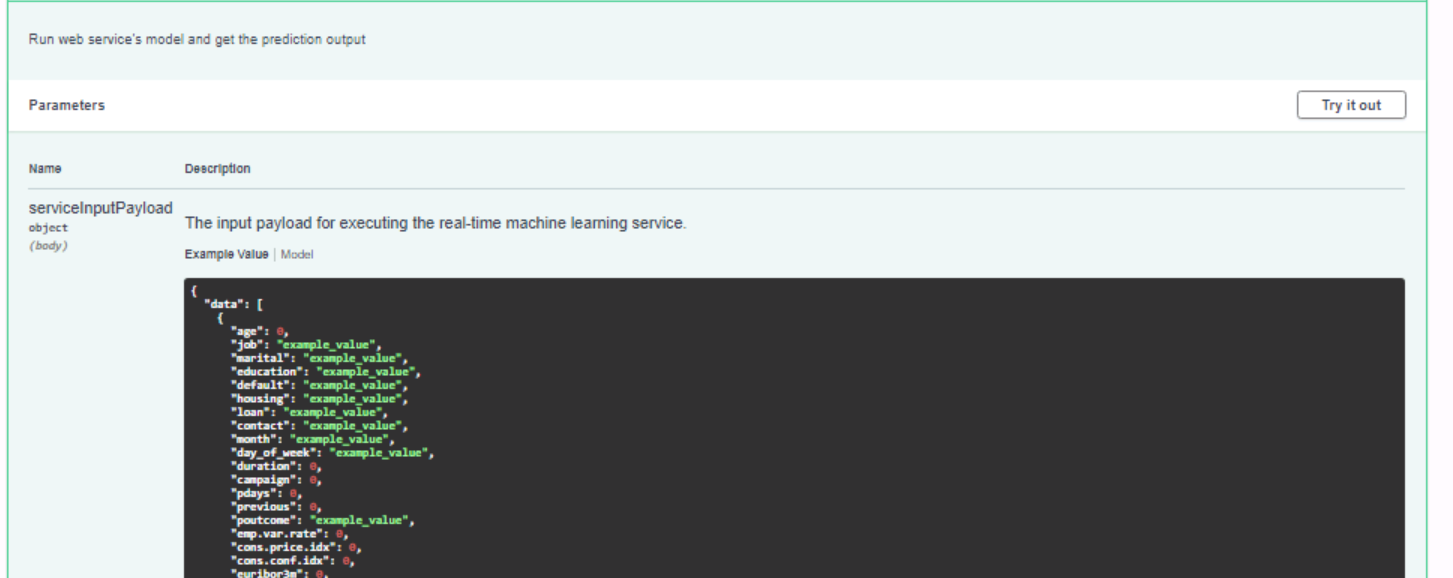 Run web service's model and get the prediction output
Parameters
Try it out
Name
Description
serviceInputPayload
object
(body)
The input payload for executing the real-time machine learning service.
Example Value | Model
{
"data": [
{
"age": 0,
"job": "example_value",
"marital": "example_value",
"education": "example_value",
"default": "example_value",
"housing": "example_value",
"loan": "example_value",
"contact": "example_value",
"month": "example_value",
"day_of_week": "example_value",
"duration": 0,
"campaign": 0,
"pdays": 0,
"previous": 0,
"poutcome": "example_value",
"emp.var.rate": 0,
"cons.price.idx": 0,
"cons.conf.idx": 0,
"euribor3m": 0,